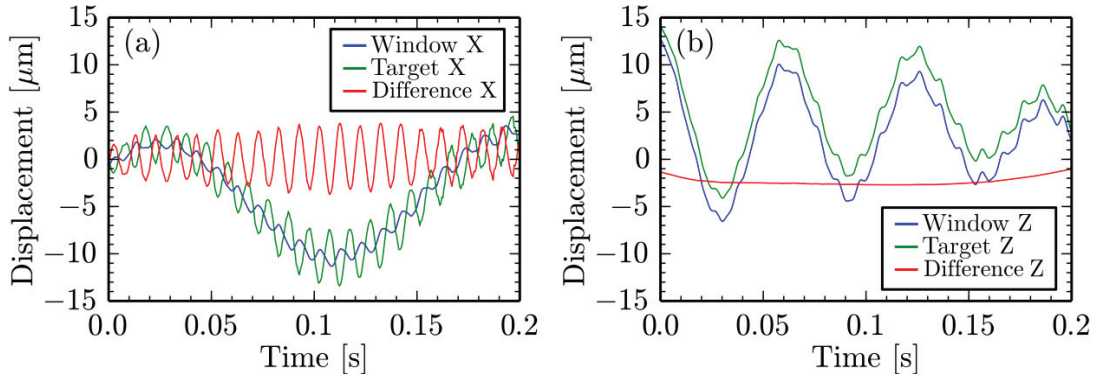 (a)
Window X
Target X
Difference X
Displacement [μm]
15
10
5
0
−5
−10
−15
0.0
0.05
0.1
0.15
0.2
Time [s]
(b)
Window Z
Target Z
Difference Z
Displacement [μm]
15
10
5
0
−5
−10
−15
0.0
0.05
0.1
0.15
0.2
Time [s]